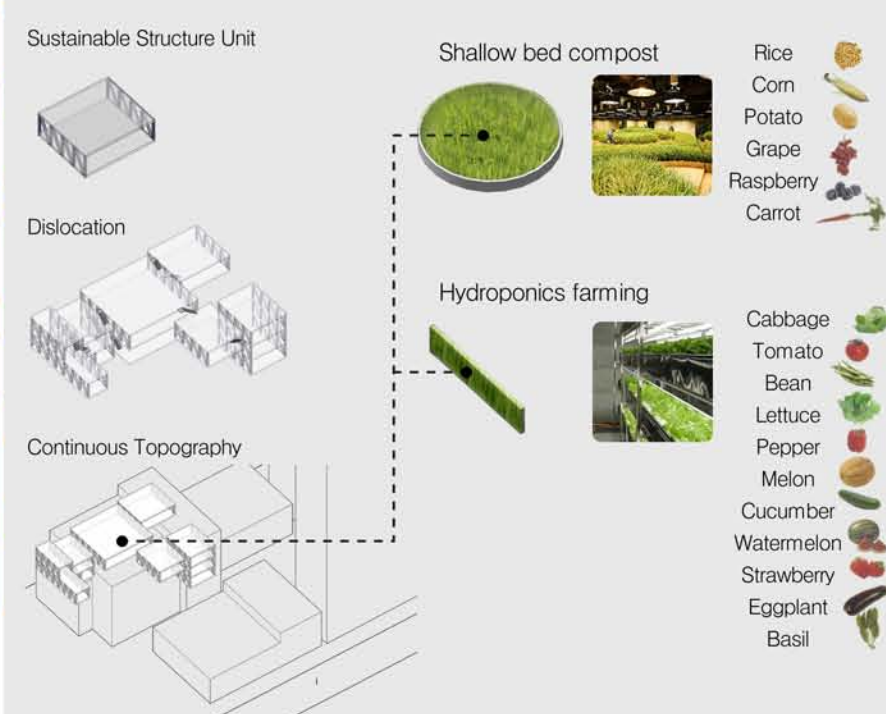 Sustainable Structure Unit
Dislocation
Continuous Topography
Shallow bed compost
Rice
Corn
Potato
Grape
Raspberry
Carrot
Hydroponics farming
Cabbage
Tomato
Bean
Lettuce
Pepper
Melon
Cucumber
Watermelon
Strawberry
Eggplant
Basil